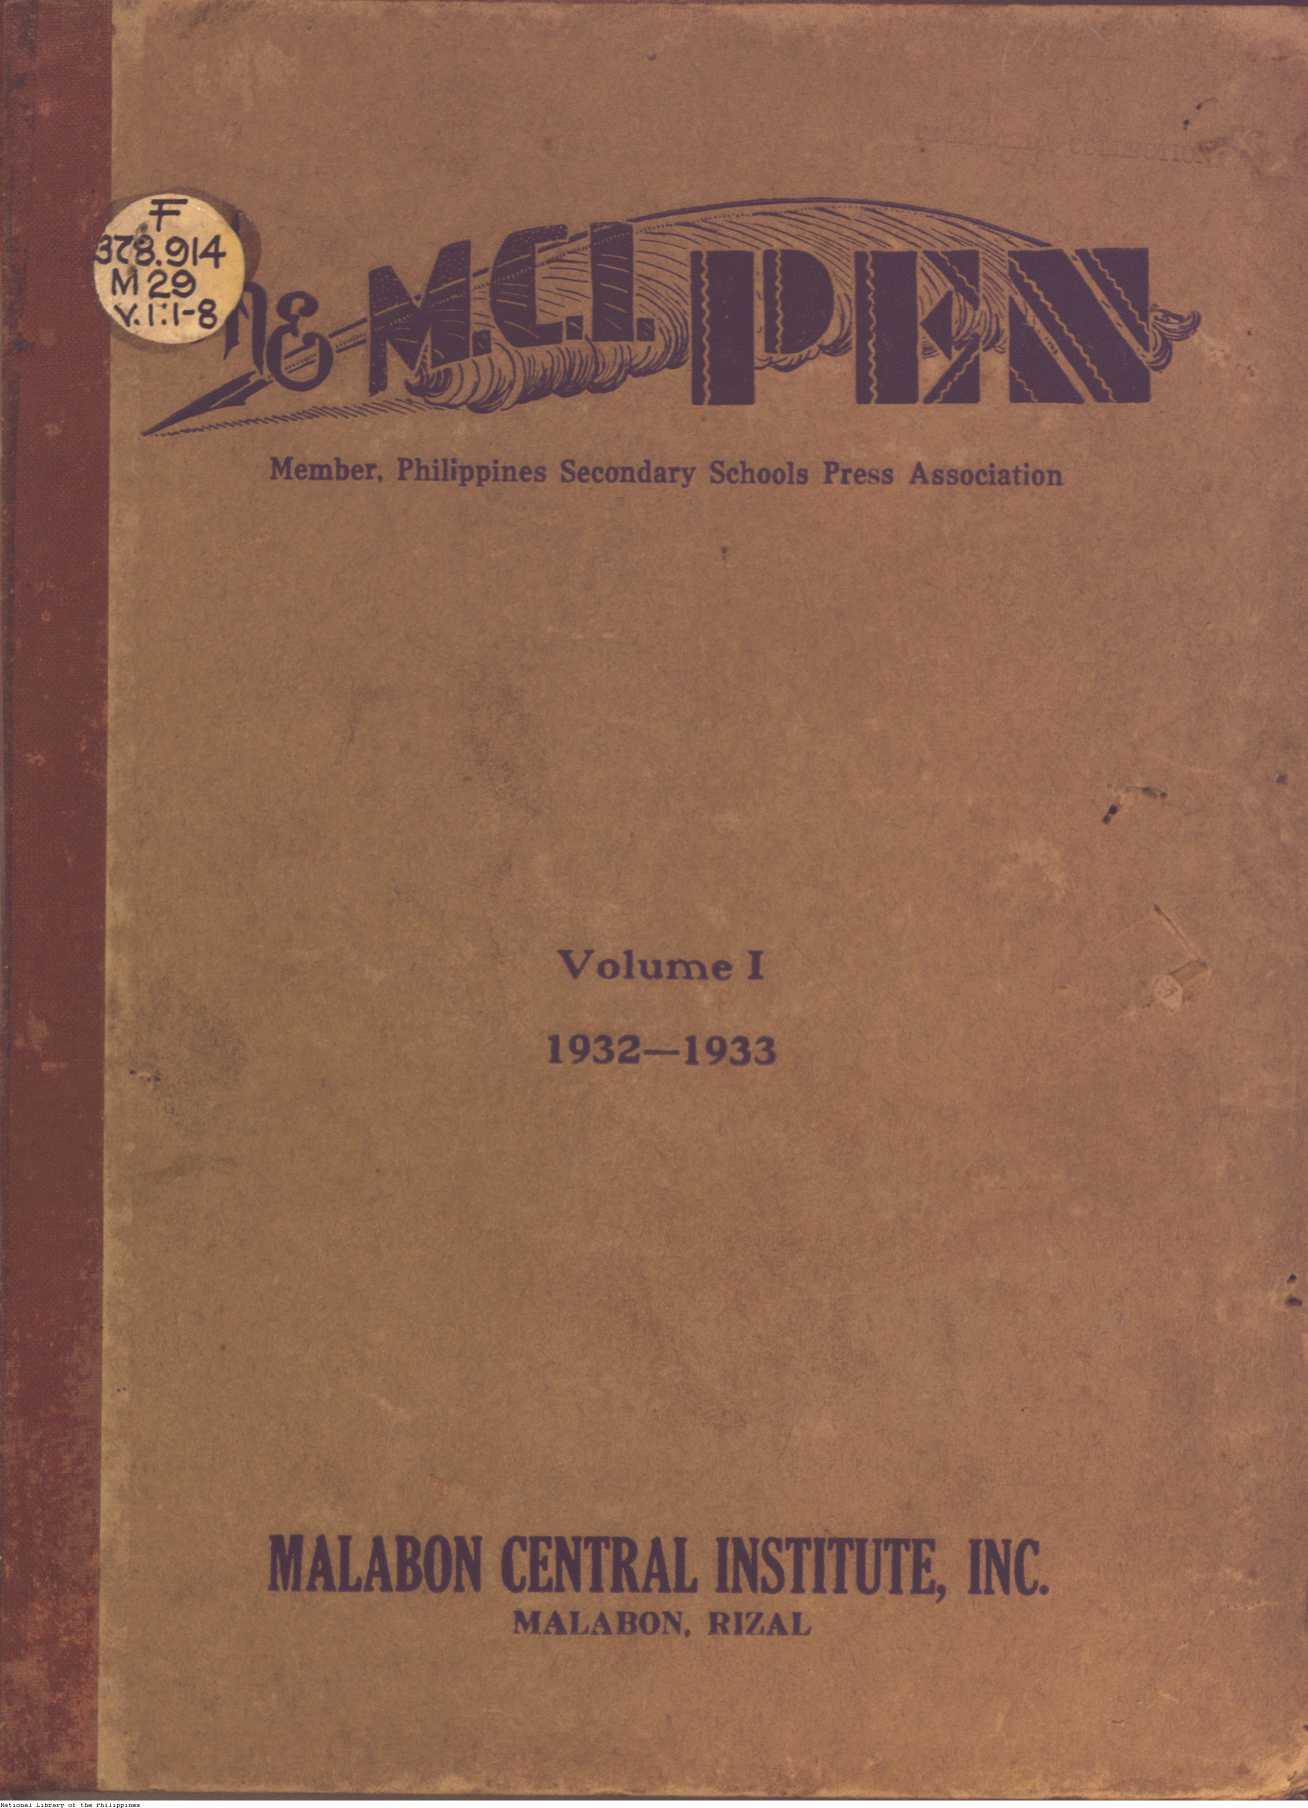 F
378.914
M 29
v.1:1-8
The M.C.I. PEN
Member, Philippines Secondary Schools Press Association
Volume I
1932—1933
MALABON CENTRAL INSTITUTE, INC.
MALABON, RIZAL
National Library of the Philippines